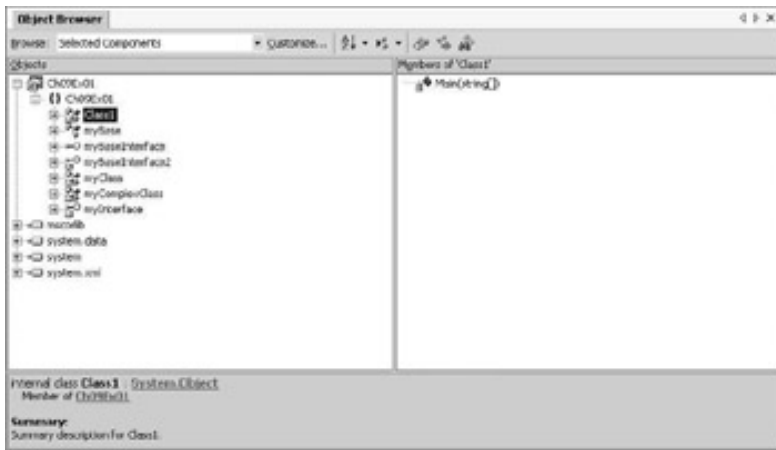 Object Browser
Browse: Selected Components
Customize...
Objects
Members of 'Class1'
Ch09Ex01
{} Ch09Ex01
Class1
myBase
myBaseInterface
myBaseInterface2
myClass
myComplexClass
myInterface
mscorlib
system.data
system
system.xml
Main(string[])
internal class Class1 : System.Object
Member of Ch09Ex01
Summary:
Summary description for Class1.